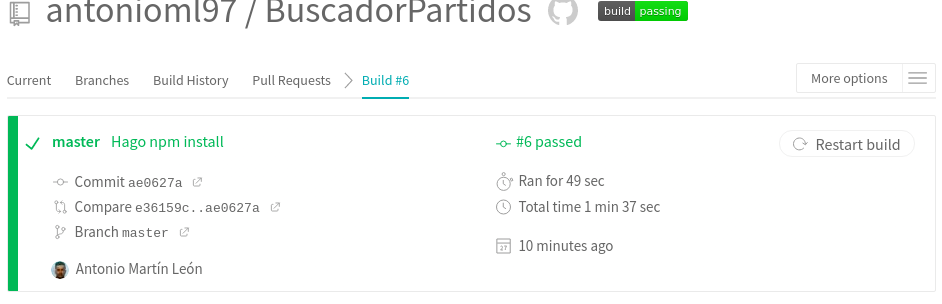 antonioml97 / BuscadorPartidos
build passing
Current Branches Build History Pull Requests Build #6
More options
master Hago npm install
#6 passed
Restart build
Commit ae0627a
Ran for 49 sec
Compare e36159c..ae0627a
Total time 1 min 37 sec
Branch master
10 minutes ago
27
Antonio Martín León